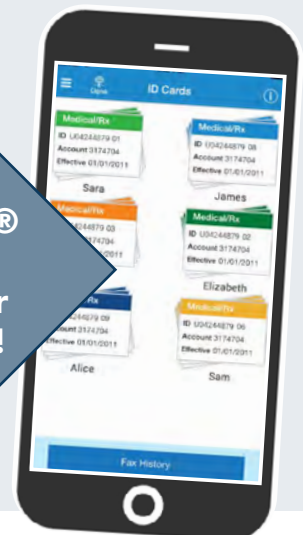 Cigna
ID Cards
Medical/Rx
ID U04244879 01
Account 3174704
Effective 01/01/2011
Sara
Medical/Rx
ID U04244879 08
Account 3174704
Effective 01/01/2011
James
®
r
!
Medical/Rx
4244879 03
3174704
01/01/2011
Medical/Rx
ID U04244879 02
Account 3174704
Effective 01/01/2011
Elizabeth
/Rx
4244879 09
Account 3174704
Effective 01/01/2011
Alice
Medical/Rx
ID U04244879 06
Account 3174704
Effective 01/01/2011
Sam
Fax History